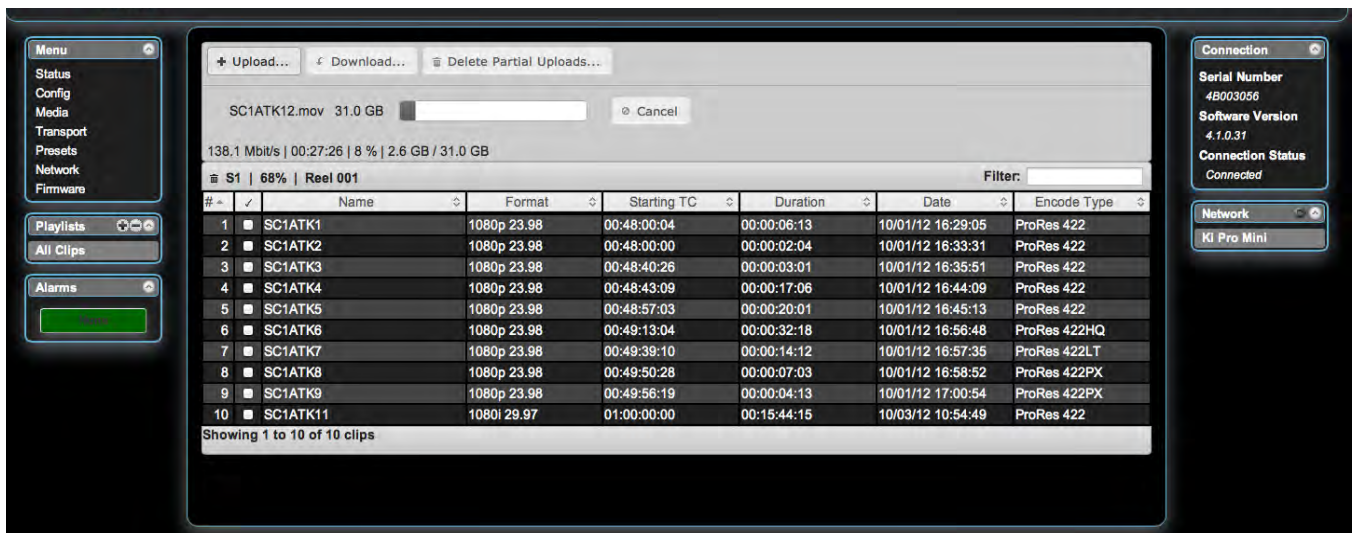 Menu
Status
Config
Media
Transport
Presets
Network
Firmware
Playlists
All Clips
Alarms
Upload... Download... Delete Partial Uploads...
SC1ATK12.mov 31.0 GB Cancel
138.1 Mbit/s | 00:27:26 | 8 % | 2.6 GB / 31.0 GB
S1 | 68% | Reel 001 Filter:
# Name Format Starting TC Duration Date Encode Type
1 SC1ATK1 1080p 23.98 00:48:00:04 00:00:06:13 10/01/12 16:29:05 ProRes 422
2 SC1ATK2 1080p 23.98 00:48:00:00 00:00:02:04 10/01/12 16:33:31 ProRes 422
3 SC1ATK3 1080p 23.98 00:48:40:26 00:00:03:01 10/01/12 16:35:51 ProRes 422
4 SC1ATK4 1080p 23.98 00:48:43:09 00:00:17:06 10/01/12 16:44:09 ProRes 422
5 SC1ATK5 1080p 23.98 00:48:57:03 00:00:20:01 10/01/12 16:45:13 ProRes 422
6 SC1ATK6 1080p 23.98 00:49:13:04 00:00:32:18 10/01/12 16:56:48 ProRes 422HQ
7 SC1ATK7 1080p 23.98 00:49:39:10 00:00:14:12 10/01/12 16:57:35 ProRes 422LT
8 SC1ATK8 1080p 23.98 00:49:50:28 00:00:07:03 10/01/12 16:58:52 ProRes 422PX
9 SC1ATK9 1080p 23.98 00:49:56:19 00:00:04:13 10/01/12 17:00:54 ProRes 422PX
10 SC1ATK11 1080i 29.97 01:00:00:00 00:15:44:15 10/03/12 10:54:49 ProRes 422
Showing 1 to 10 of 10 clips
Connection
Serial Number
4B003056
Software Version
4.1.0.31
Connection Status
Connected
Network
Ki Pro Mini